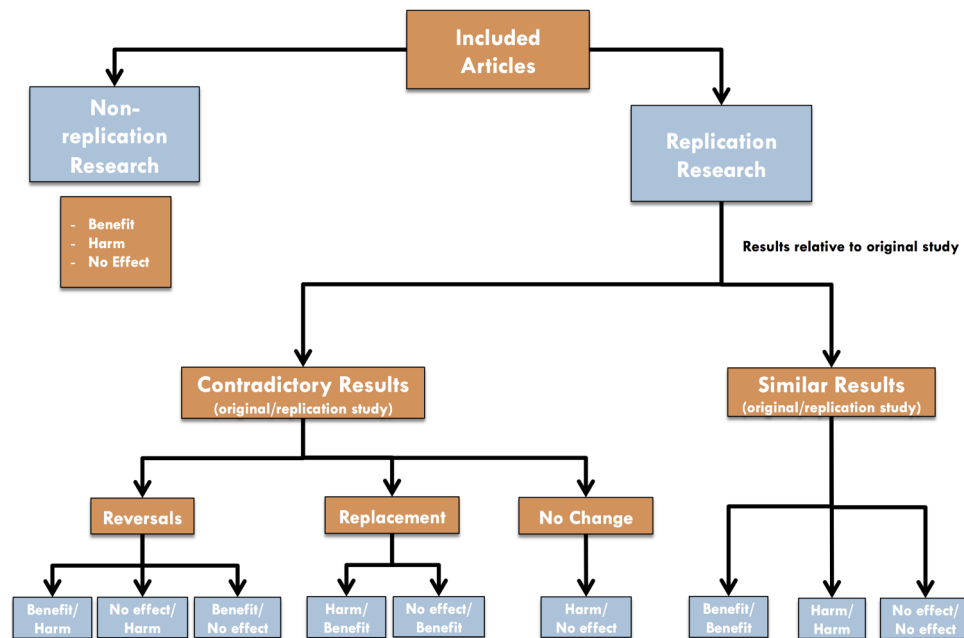 Included
Articles
Non-
replication
Research
Replication
Research
- Benefit
- Harm
- No Effect
Results relative to original study
Contradictory Results
(original/replication study)
Similar Results
(original/replication study)
Reversals
Replacement
No Change
Benefit/
Harm
No effect/
Harm
Benefit/
No effect
Harm/
Benefit
No effect/
Benefit
Harm/
No effect
Benefit/
Benefit
Harm/
Harm
No effect/
No effect